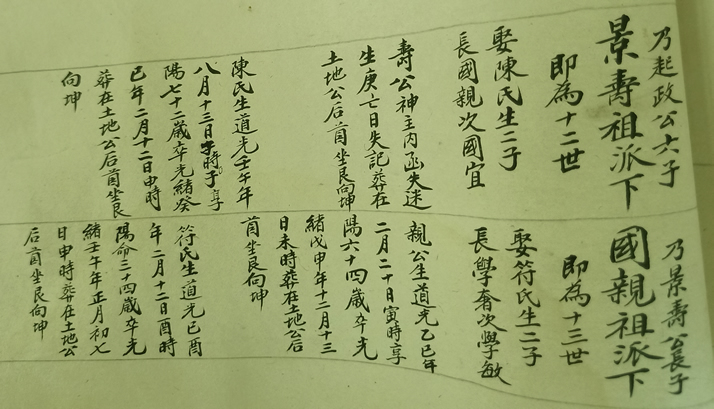 乃起政公六子
景壽祖派下
即為十二世
娶陳氏生二子
長國親次國宜
壽公神主内函失迷
生庚亡日失記葬在
土地公后首坐艮向坤
陳氏生道光壬午年
八月十三日子時享
陽七十二歲卒光緒癸
巳年二月十二日申時
葬在土地公后首坐艮
向坤
乃景壽公長子
國親祖派下
即為十三世
娶符氏生二子
長學奢次學敏
親公生道光乙巳年
二月二十日寅時享
陽六十四歲卒光
緒戊申年十二月十三
日未時葬在土地公后
首坐艮向坤
符氏生道光己酉
年二月十二日酉時
陽命三十四歲卒光
緒壬午年正月初七
日申時葬在土地公
后首坐艮向坤